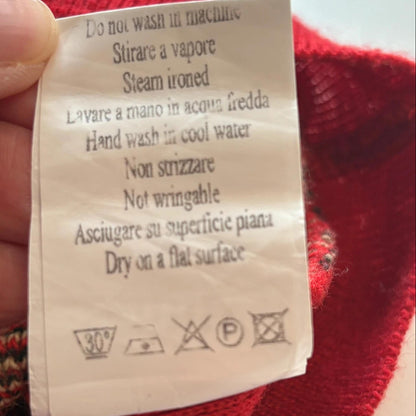 Do not wash in machine
Stirare a vapore
Steam ironed
Lavare a mano in acqua fredda
Hand wash in cool water
Non strizzare
Not wringable
Asciugare su superficie piana
Dry on a flat surface
30° P